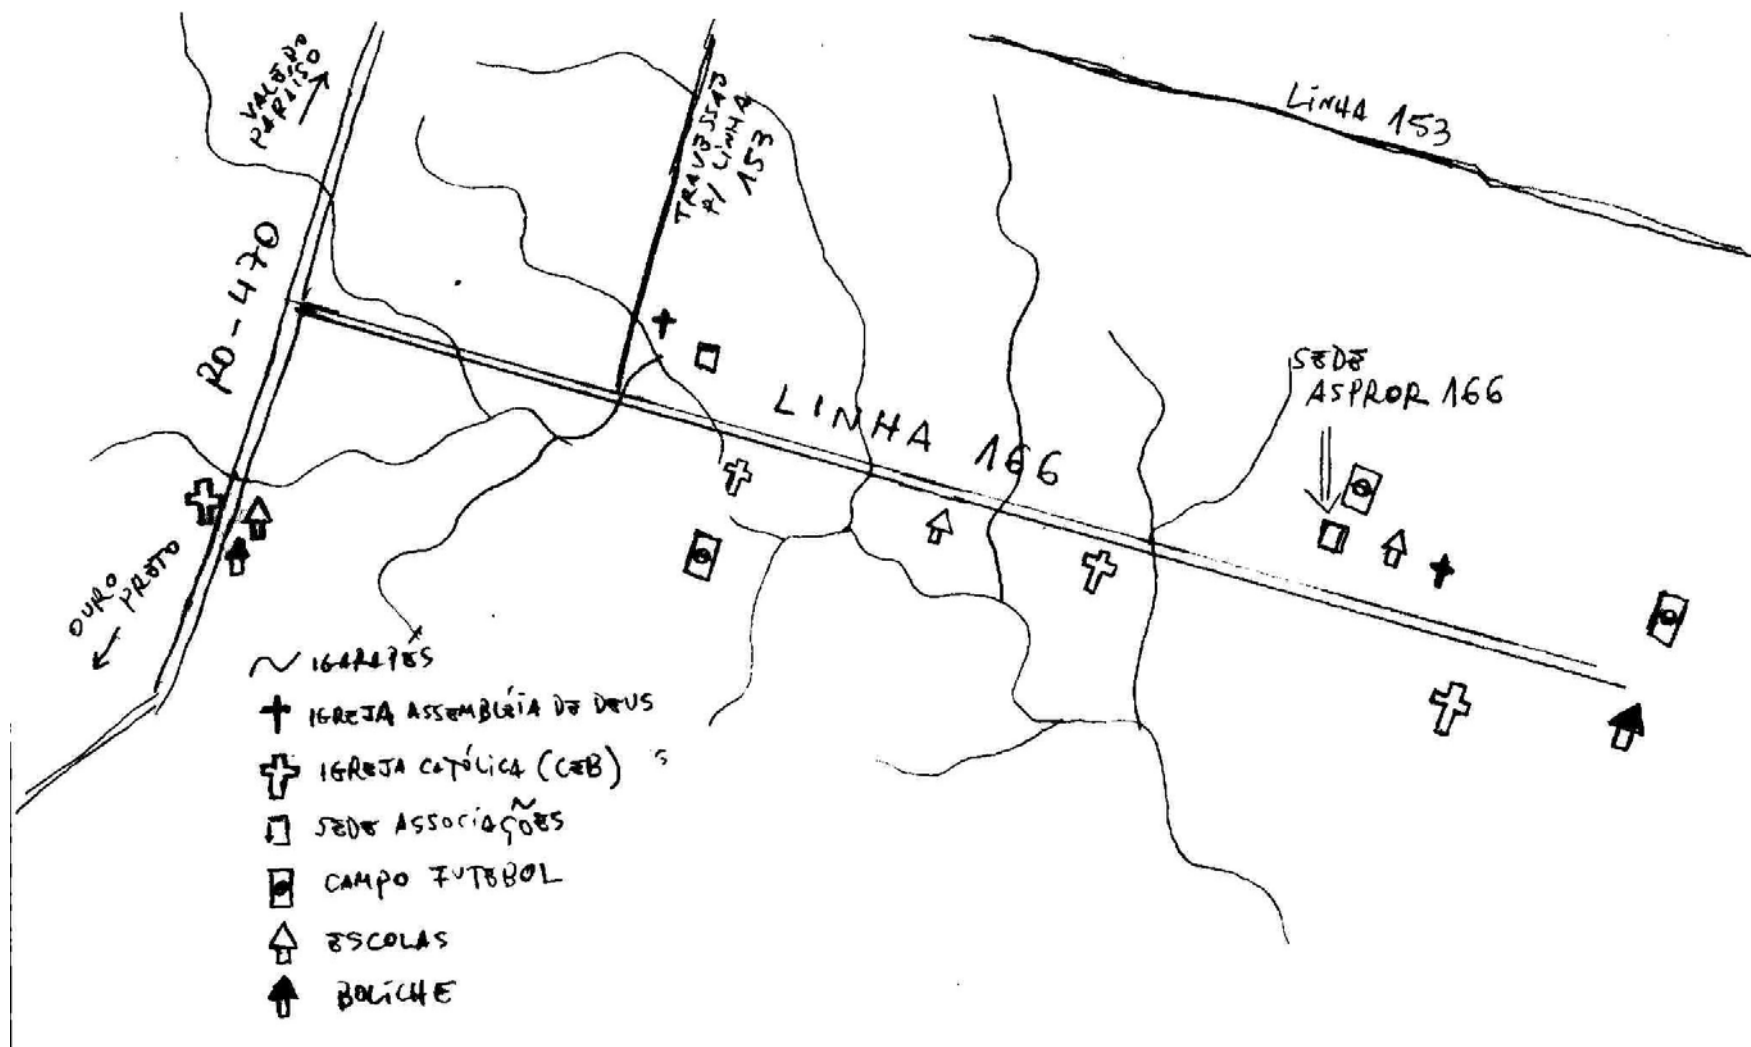 VALE DO
PARAISO
TRAVESSÃO
P/ LINHA
153
LINHA 153
RO-470
LINHA 166
SEDE
ASPROR 166
OURO
PRETO
IGARAPÉS
IGREJA ASSEMBLÉIA DE DEUS
IGREJA CATÓLICA (CEB)
SEDE ASSOCIAÇÕES
CAMPO FUTEBOL
ESCOLAS
BOLICHE